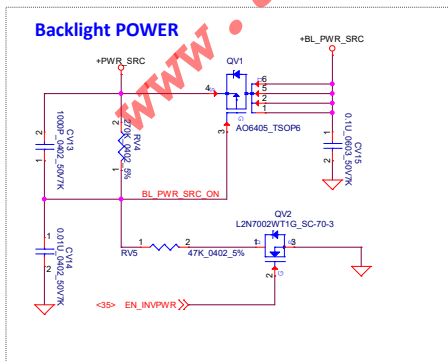 Backlight POWER
www.
+PWR_SRC
+BL_PWR_SRC
QV1
4
6
5
2
1
3
S
D
G
AO6405_TSOP6
CV13
1000P_0402_50V7K
2
1
RV4
270K_0402_5%
2
1
CV15
0.1U_0603_50V7K
2
1
BL_PWR_SRC_ON
CV14
0.01U_0402_50V7K
1
2
QV2
L2N7002WT1G_SC-70-3
RV5
1
2
47K_0402_5%
1
3
D
S
2
G
<35>
EN_INVPWR